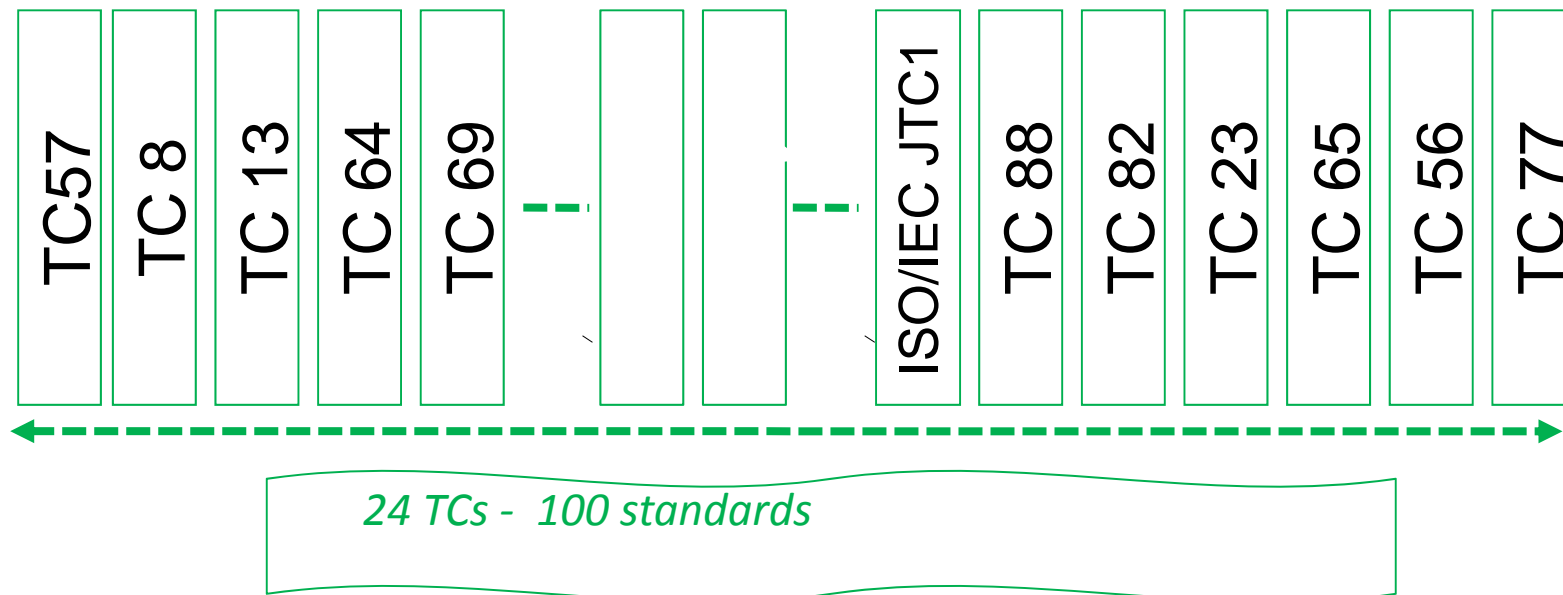 TC57
TC 8
TC 13
TC 64
TC 69
ISO/IEC JTC1
TC 88
TC 82
TC 23
TC 65
TC 56
TC 77
24 TCs - 100 standards